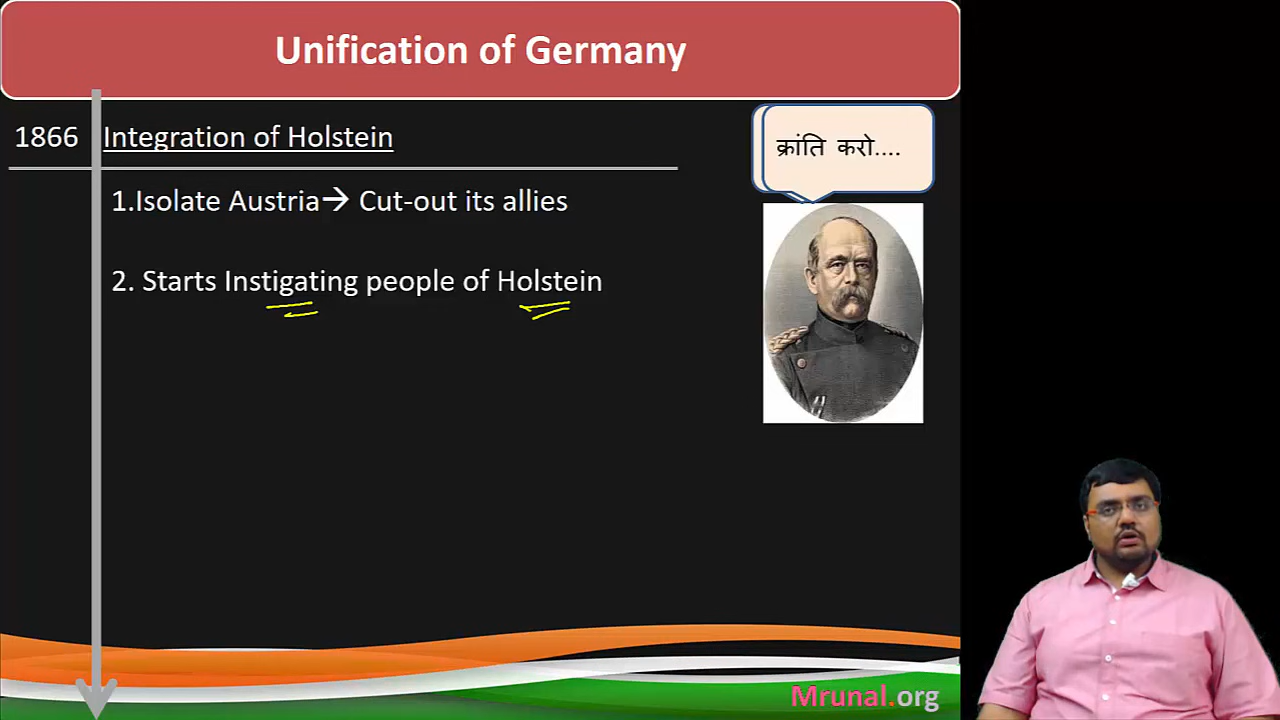 Unification of Germany
1866 Integration of Holstein
क्रांति करो....
1.Isolate Austria→ Cut-out its allies
2. Starts Instigating people of Holstein
Mrunal.org